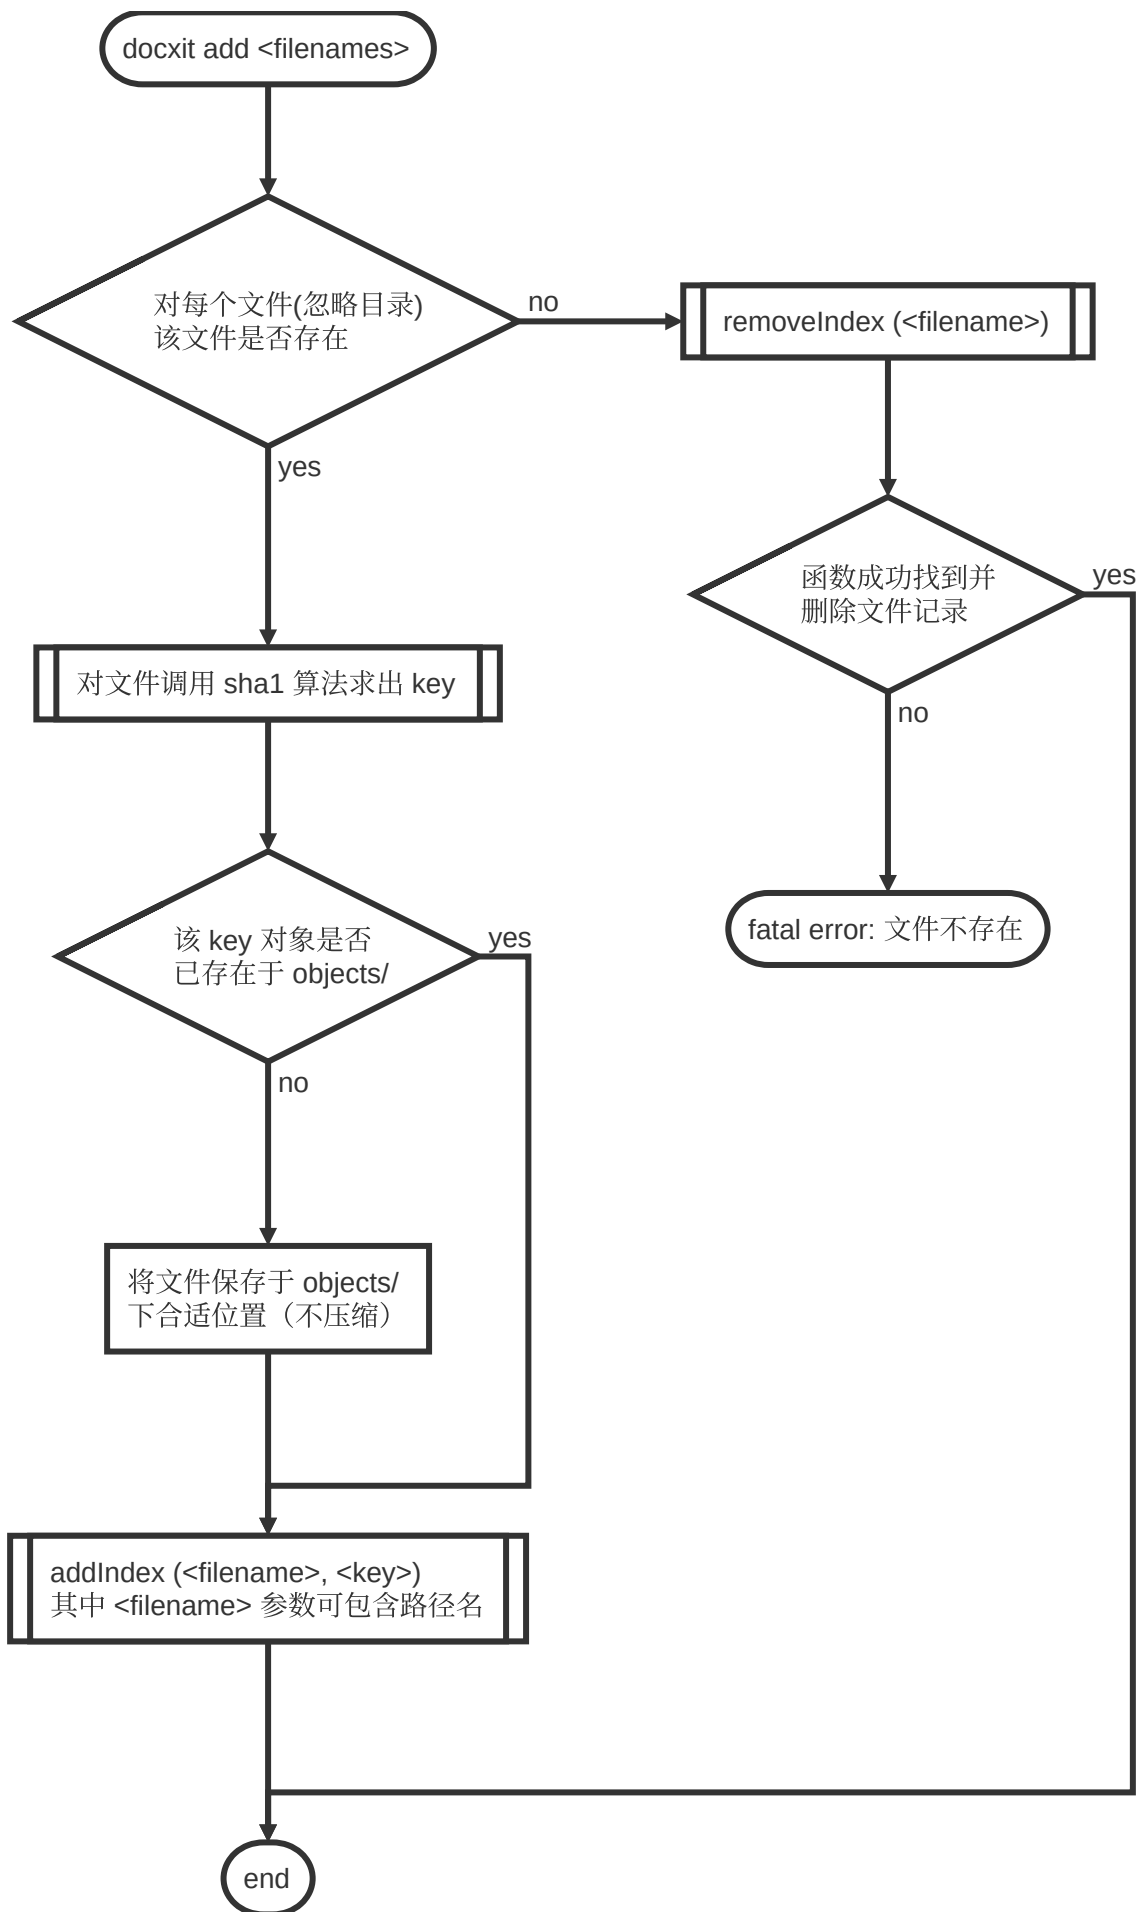 docxit add <filenames>
对每个文件(忽略目录)
该文件是否存在
no
removeIndex (<filename>)
yes
函数成功找到并
删除文件记录
yes
对文件调用 sha1 算法求出 key
no
fatal error: 文件不存在
该 key 对象是否
已存在于 objects/
yes
no
将文件保存于 objects/
下合适位置（不压缩）
addIndex (<filename>, <key>)
其中 <filename> 参数可包含路径名
end